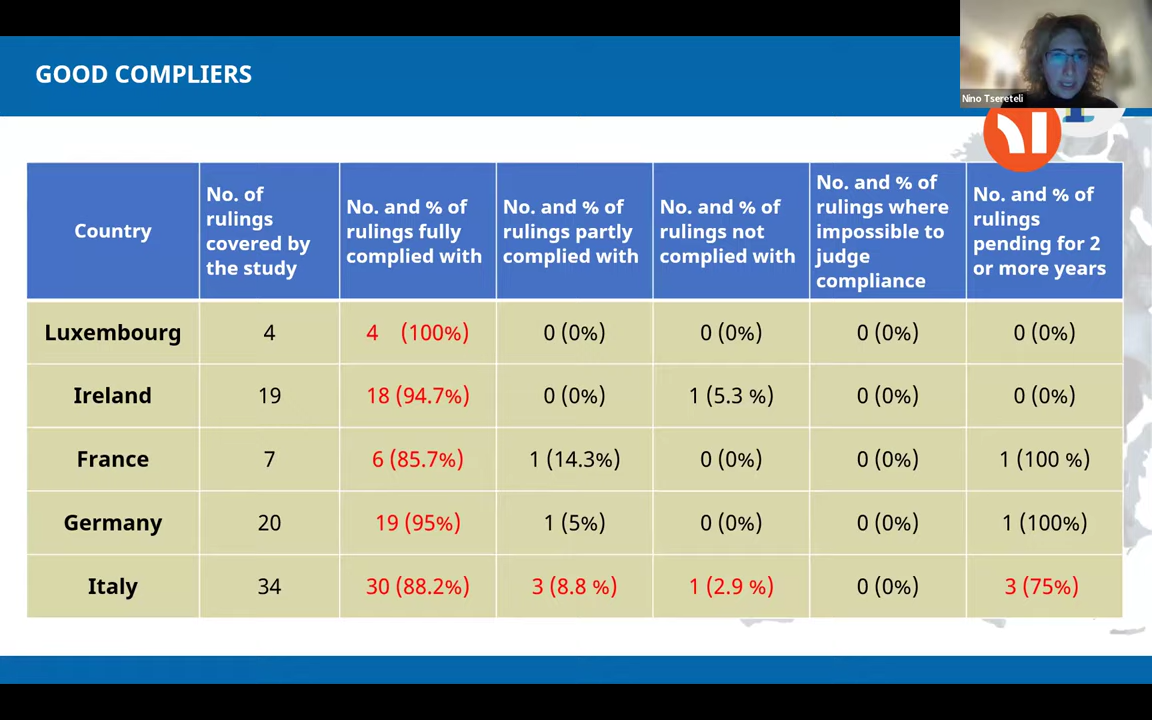 GOOD COMPLIERS
Nino Tsereteli
Country
No. of
rulings
covered by
the study
No. and % of
rulings fully
complied with
No. and % of
rulings partly
complied with
No. and % of
rulings not
complied with
No. and % of
rulings where
impossible to
judge
compliance
No. and % of
rulings
pending for 2
or more years
Luxembourg 4 4 (100%) 0 (0%) 0 (0%) 0 (0%) 0 (0%)
Ireland 19 18 (94.7%) 0 (0%) 1 (5.3 %) 0 (0%) 0 (0%)
France 7 6 (85.7%) 1 (14.3%) 0 (0%) 0 (0%) 1 (100 %)
Germany 20 19 (95%) 1 (5%) 0 (0%) 0 (0%) 1 (100%)
Italy 34 30 (88.2%) 3 (8.8 %) 1 (2.9 %) 0 (0%) 3 (75%)